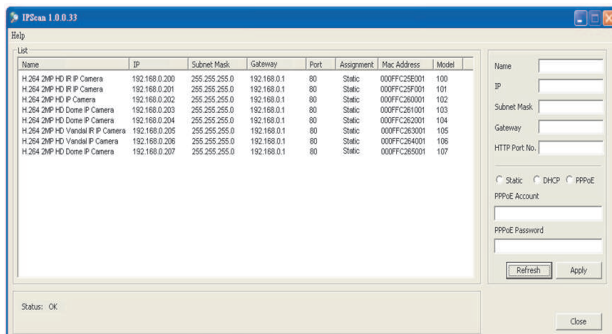 IPScan 1.0.0.33
Help
List
Name IP Subnet Mask Gateway Port Assignment Mac Address Model
H.264 2MP HD IR IP Camera 192.168.0.200 255.255.255.0 192.168.0.1 80 Static 000FFC25E001 100
H.264 2MP HD IR IP Camera 192.168.0.201 255.255.255.0 192.168.0.1 80 Static 000FFC25F001 101
H.264 2MP HD IP Camera 192.168.0.202 255.255.255.0 192.168.0.1 80 Static 000FFC260001 102
H.264 2MP HD Dome IP Camera 192.168.0.203 255.255.255.0 192.168.0.1 80 Static 000FFC261001 103
H.264 2MP HD Dome IP Camera 192.168.0.204 255.255.255.0 192.168.0.1 80 Static 000FFC262001 104
H.264 2MP HD Vandal IR IP Camera 192.168.0.205 255.255.255.0 192.168.0.1 80 Static 000FFC263001 105
H.264 2MP HD Vandal IP Camera 192.168.0.206 255.255.255.0 192.168.0.1 80 Static 000FFC264001 106
H.264 2MP HD Dome IP Camera 192.168.0.207 255.255.255.0 192.168.0.1 80 Static 000FFC265001 107
Name
IP
Subnet Mask
Gateway
HTTP Port No.
Static DHCP PPPoE
PPPoE Account
PPPoE Password
Refresh Apply
Status: OK
Close